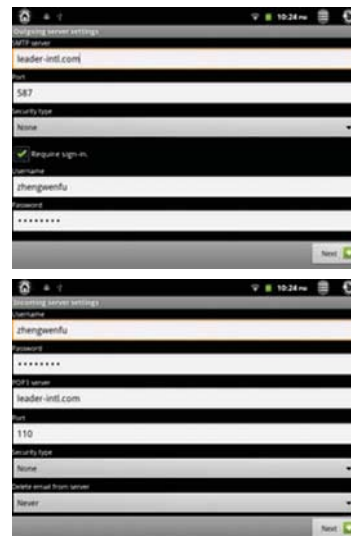 10:24 PM
Outgoing server settings
SMTP server
leader-intl.com
Port
587
Security type
None
Require sign-in.
Username
zhengwenfu
Password
••••••••
Next
10:24 PM
Incoming server settings
Username
zhengwenfu
Password
••••••••
POP3 server
leader-intl.com
Port
110
Security type
None
Delete email from server
Never
Next